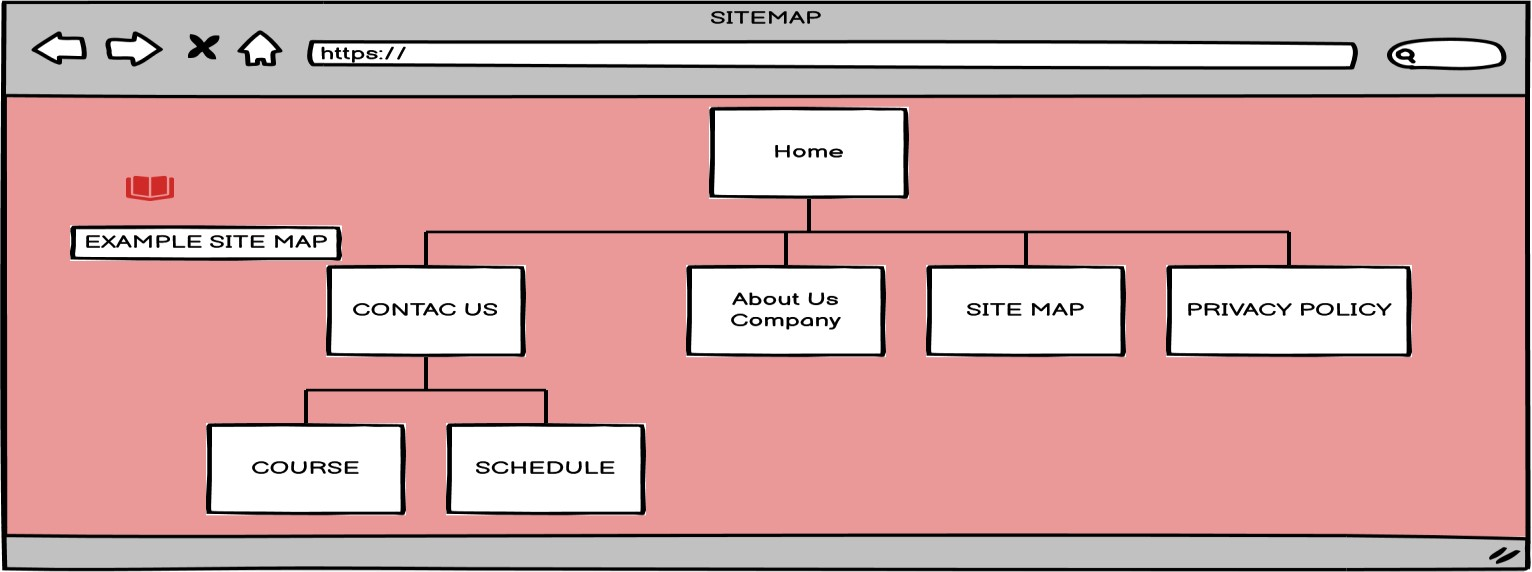 SITEMAP
https://
Home
EXAMPLE SITE MAP
CONTAC US
About Us
Company
SITE MAP
PRIVACY POLICY
COURSE
SCHEDULE